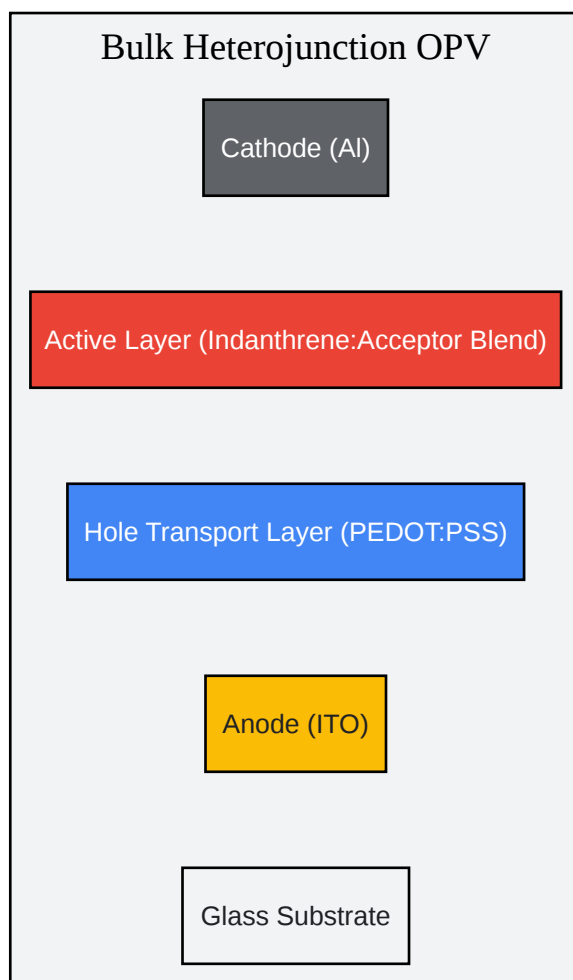 Bulk Heterojunction OPV
Cathode (Al)
Active Layer (Indanthrene:Acceptor Blend)
Hole Transport Layer (PEDOT:PSS)
Anode (ITO)
Glass Substrate